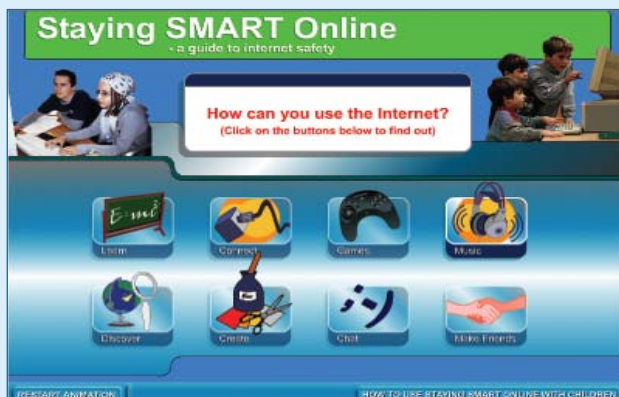 Staying SMART Online
- a guide to internet safety
How can you use the Internet?
(Click on the buttons below to find out)
E=mc²
Learn
Connect
Games
Music
Discover
Create
Chat
Make Friends
RESTART ANIMATION
HOW TO USE STAYING SMART ONLINE WITH CHILDREN